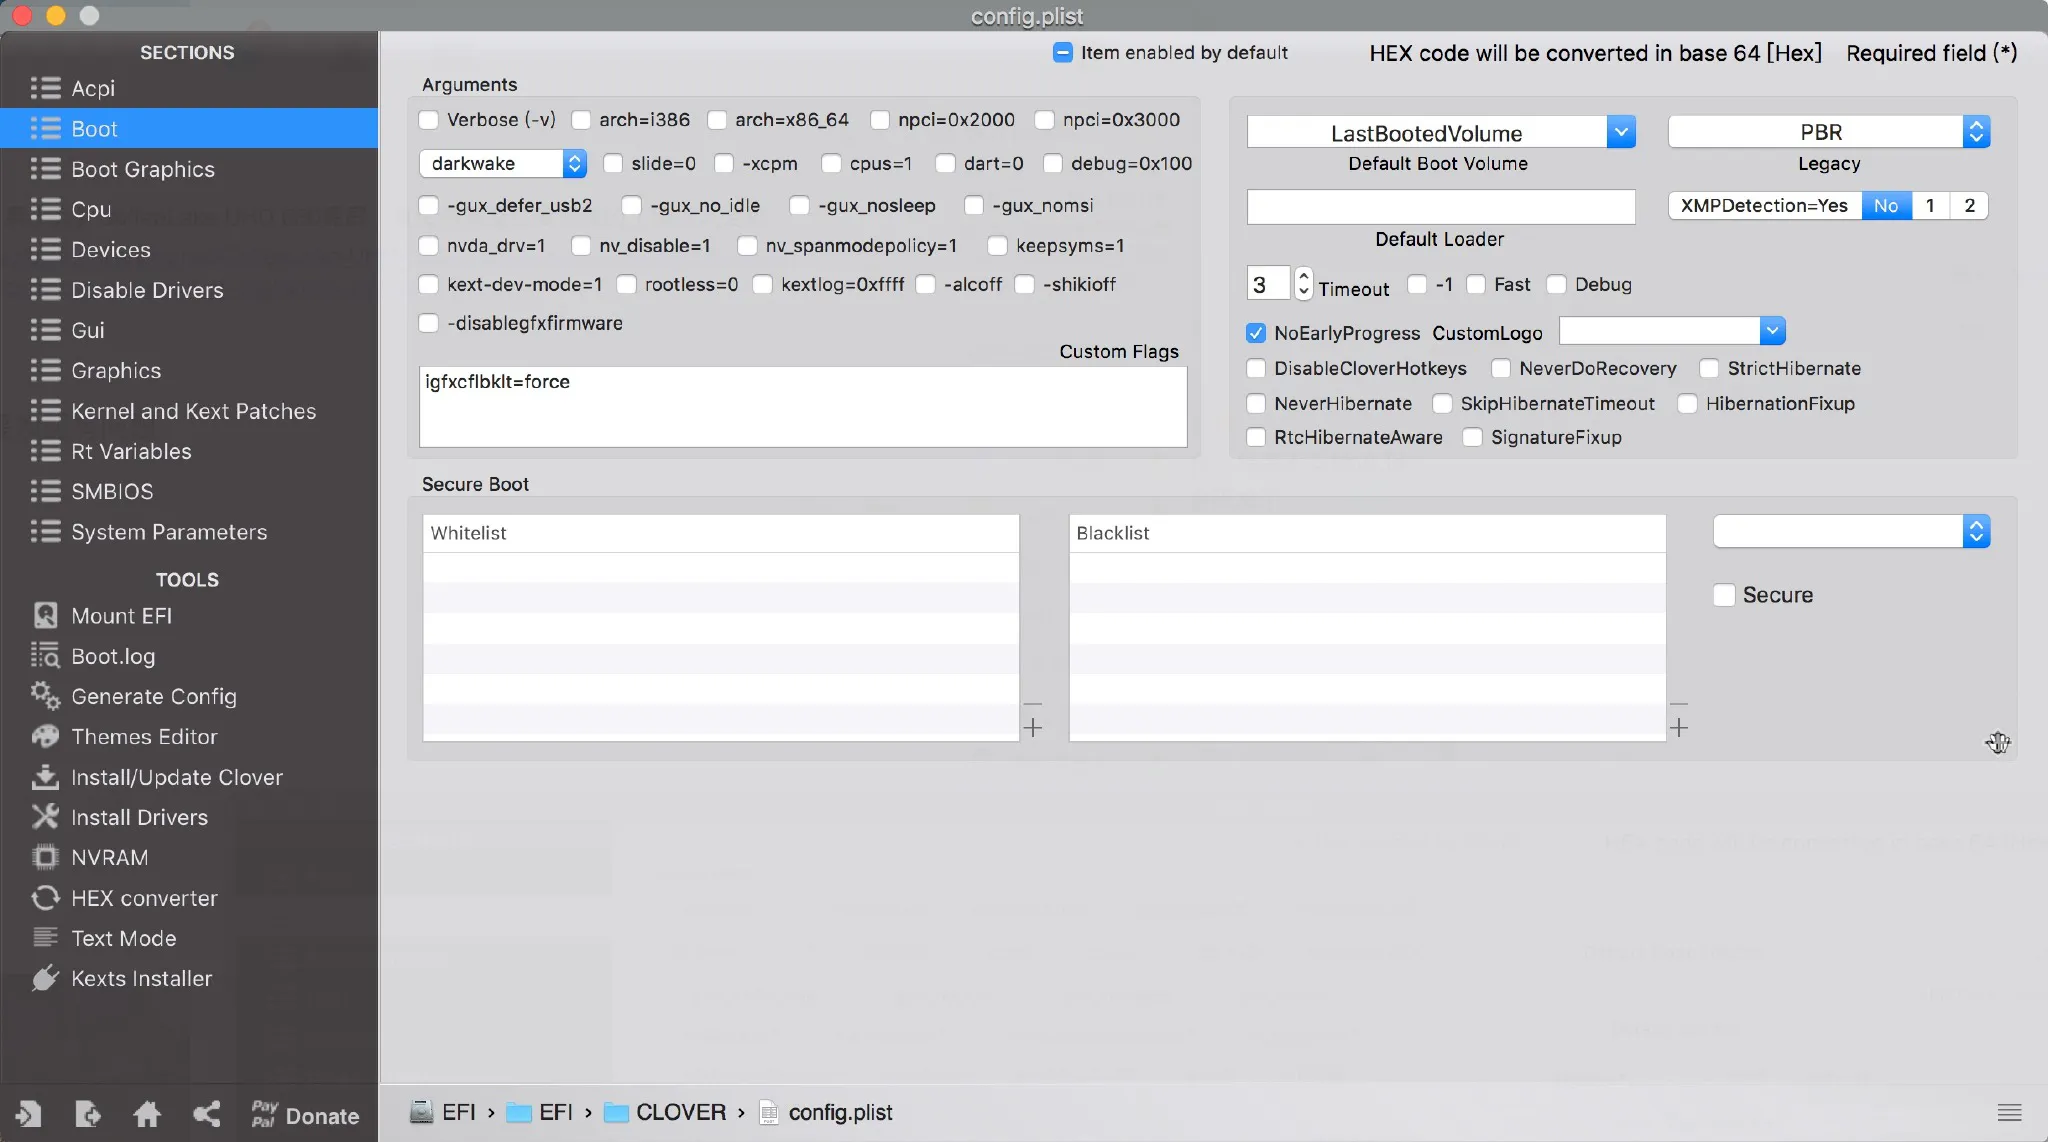 config.plist
SECTIONS
Acpi
Boot
Boot Graphics
Cpu
Devices
Disable Drivers
Gui
Graphics
Kernel and Kext Patches
Rt Variables
SMBIOS
System Parameters
TOOLS
Mount EFI
Boot.log
Generate Config
Themes Editor
Install/Update Clover
Install Drivers
NVRAM
HEX converter
Text Mode
Kexts Installer
Pay Pal Donate
Item enabled by default HEX code will be converted in base 64 [Hex] Required field (*)
Arguments
Verbose (-v) arch=i386 arch=x86_64 npci=0x2000 npci=0x3000
darkwake slide=0 -xcpm cpus=1 dart=0 debug=0x100
-gux_defer_usb2 -gux_no_idle -gux_nosleep -gux_nomsi
nvda_drv=1 nv_disable=1 nv_spanmodepolicy=1 keepsyms=1
kext-dev-mode=1 rootless=0 kextlog=0xffff -alcoff -shikioff
-disablegfxfirmware
Custom Flags
igfxcflbklt=force
LastBootedVolume PBR
Default Boot Volume Legacy
XMPDetection=Yes No 1 2
Default Loader
3 Timeout -1 Fast Debug
NoEarlyProgress CustomLogo
DisableCloverHotkeys NeverDoRecovery StrictHibernate
NeverHibernate SkipHibernateTimeout HibernationFixup
RtcHibernateAware SignatureFixup
Secure Boot
Whitelist Blacklist
Secure
EFI › EFI › CLOVER › config.plist